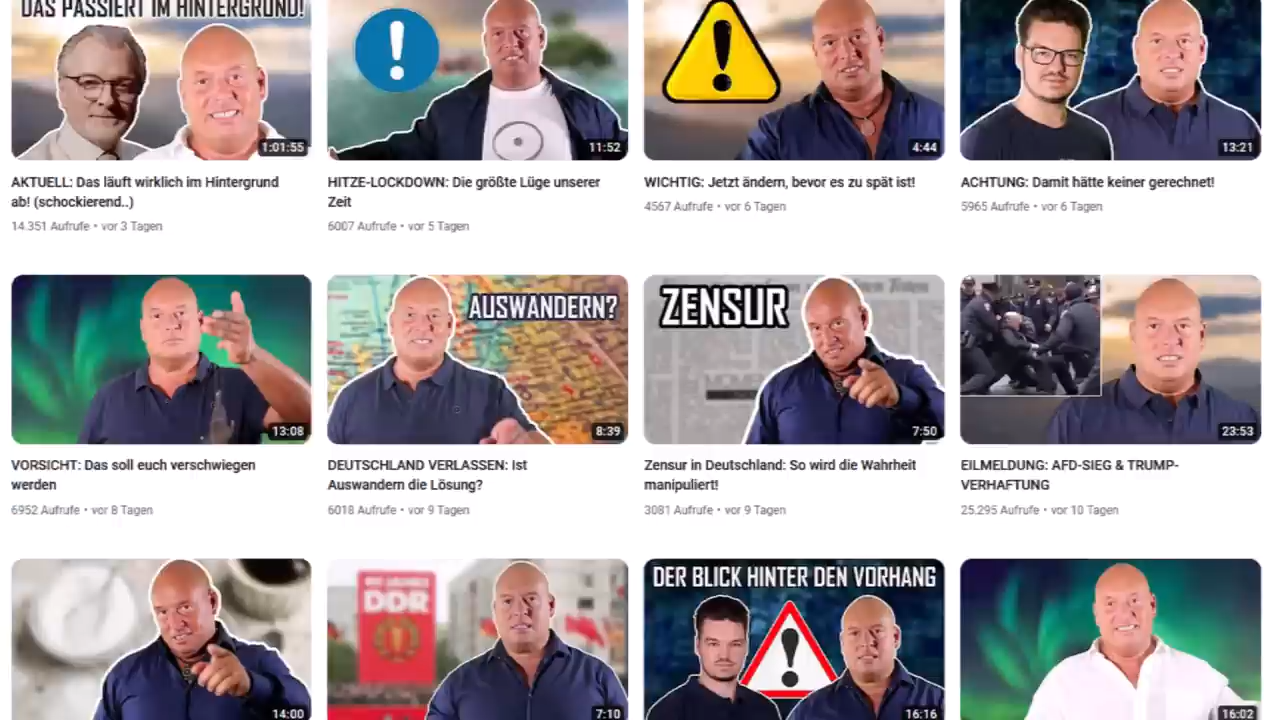 DAS PASSIERT IM HINTERGRUND!
1:01:55
11:52
4:44
13:21
AKTUELL: Das läuft wirklich im Hintergrund
ab! (schockierend..)
14.351 Aufrufe • vor 3 Tagen
HITZE-LOCKDOWN: Die größte Lüge unserer
Zeit
6007 Aufrufe • vor 5 Tagen
WICHTIG: Jetzt ändern, bevor es zu spät ist!
4567 Aufrufe • vor 6 Tagen
ACHTUNG: Damit hätte keiner gerechnet!
5965 Aufrufe • vor 6 Tagen
13:08
AUSWANDERN?
8:39
ZENSUR
7:50
23:53
VORSICHT: Das soll euch verschwiegen
werden
6952 Aufrufe • vor 8 Tagen
DEUTSCHLAND VERLASSEN: Ist
Auswandern die Lösung?
6018 Aufrufe • vor 9 Tagen
Zensur in Deutschland: So wird die Wahrheit
manipuliert!
3081 Aufrufe • vor 9 Tagen
EILMELDUNG: AFD-SIEG & TRUMP-
VERHAFTUNG
25.295 Aufrufe • vor 10 Tagen
14:00
DDR
7:10
DER BLICK HINTER DEN VORHANG
16:16
16:02